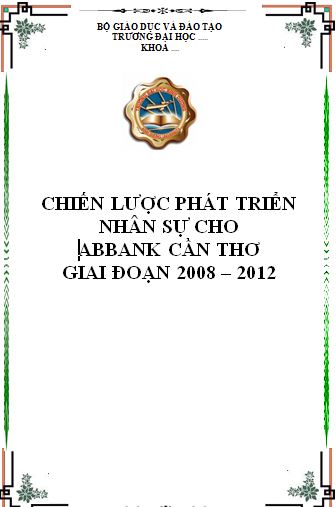 BỘ GIÁO DỤC VÀ ĐÀO TẠO
TRƯỜNG ĐẠI HỌC .....
KHOA ....
CHIẾN LƯỢC PHÁT TRIỂN
NHÂN SỰ CHO
ABBANK CẦN THƠ
GIAI ĐOẠN 2008 – 2012